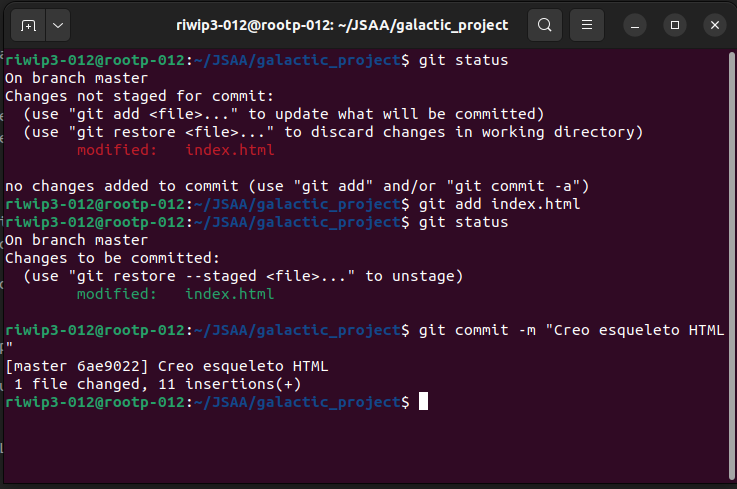 riwip3-012@rootp-012: ~/JSAA/galactic_project
riwip3-012@rootp-012:~/JSAA/galactic_project$ git status
On branch master
Changes not staged for commit:
  (use "git add <file>..." to update what will be committed)
  (use "git restore <file>..." to discard changes in working directory)
        modified:   index.html

no changes added to commit (use "git add" and/or "git commit -a")
riwip3-012@rootp-012:~/JSAA/galactic_project$ git add index.html
riwip3-012@rootp-012:~/JSAA/galactic_project$ git status
On branch master
Changes to be committed:
  (use "git restore --staged <file>..." to unstage)
        modified:   index.html

riwip3-012@rootp-012:~/JSAA/galactic_project$ git commit -m "Creo esqueleto HTML
"
[master 6ae9022] Creo esqueleto HTML
 1 file changed, 11 insertions(+)
riwip3-012@rootp-012:~/JSAA/galactic_project$